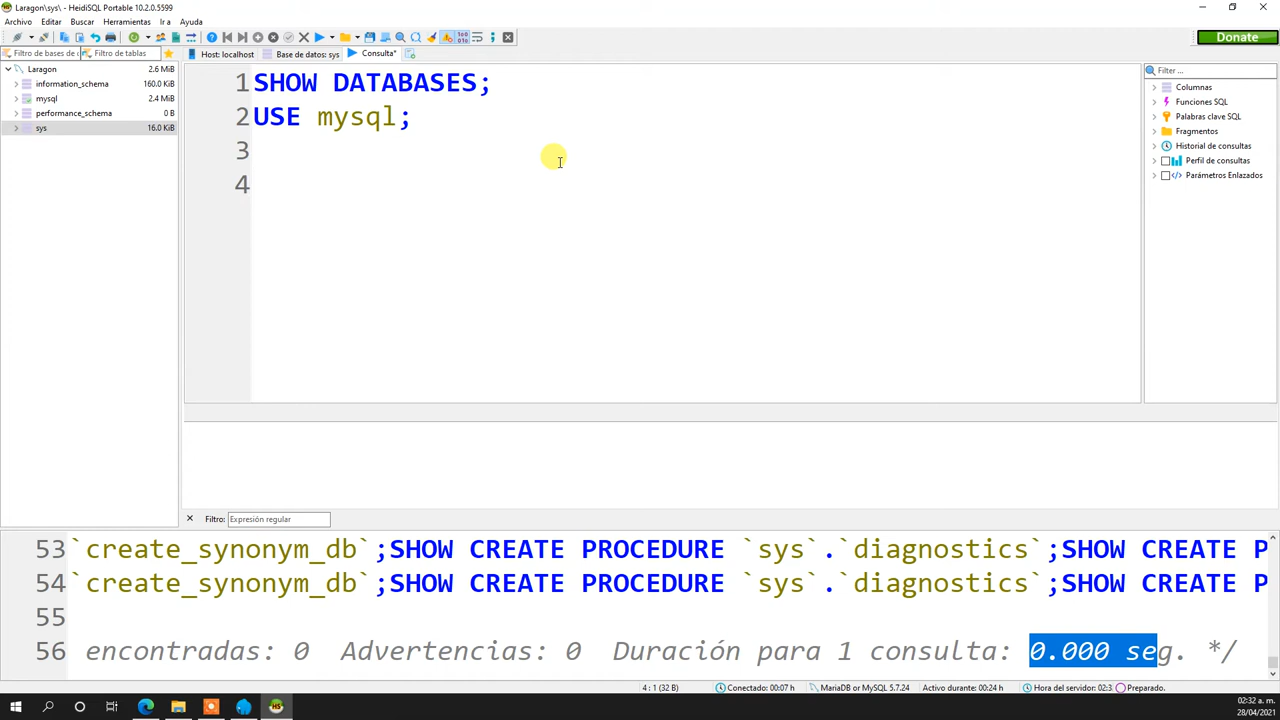 Laragon\sys\ - HeidiSQL Portable 10.2.0.5599
Archivo Editar Buscar Herramientas Ir a Ayuda
Donate
Filtro de bases de Filtro de tablas
Host: localhost Base de datos: sys Consulta*
Laragon 2.6 MiB
information_schema 160.0 KiB
mysql 2.4 MiB
performance_schema 0 B
sys 16.0 KiB
1 SHOW DATABASES;
2 USE mysql;
3
4
Filter ...
Columnas
Funciones SQL
Palabras clave SQL
Fragmentos
Historial de consultas
Perfil de consultas
Parámetros Enlazados
Filtro: Expresión regular
53 `create_synonym_db`;SHOW CREATE PROCEDURE `sys`.`diagnostics`;SHOW CREATE P
54 `create_synonym_db`;SHOW CREATE PROCEDURE `sys`.`diagnostics`;SHOW CREATE P
55
56 encontradas: 0 Advertencias: 0 Duración para 1 consulta: 0.000 seg. */
4 : 1 (32 B) Conectado: 00:07 h MariaDB or MySQL 5.7.24 Activo durante: 00:24 h Hora del servidor: 02:3 Preparado.
02:32 a. m.
28/04/2021